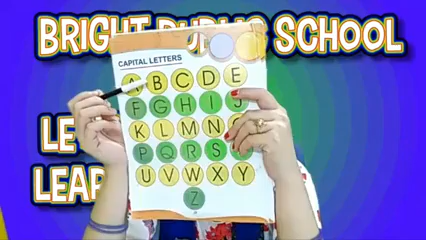 BRIGHT SCHOOL
CAPITAL LETTERS
A B C D E
F G H I J
K L M N O
P Q R S T
U V W X Y
Z